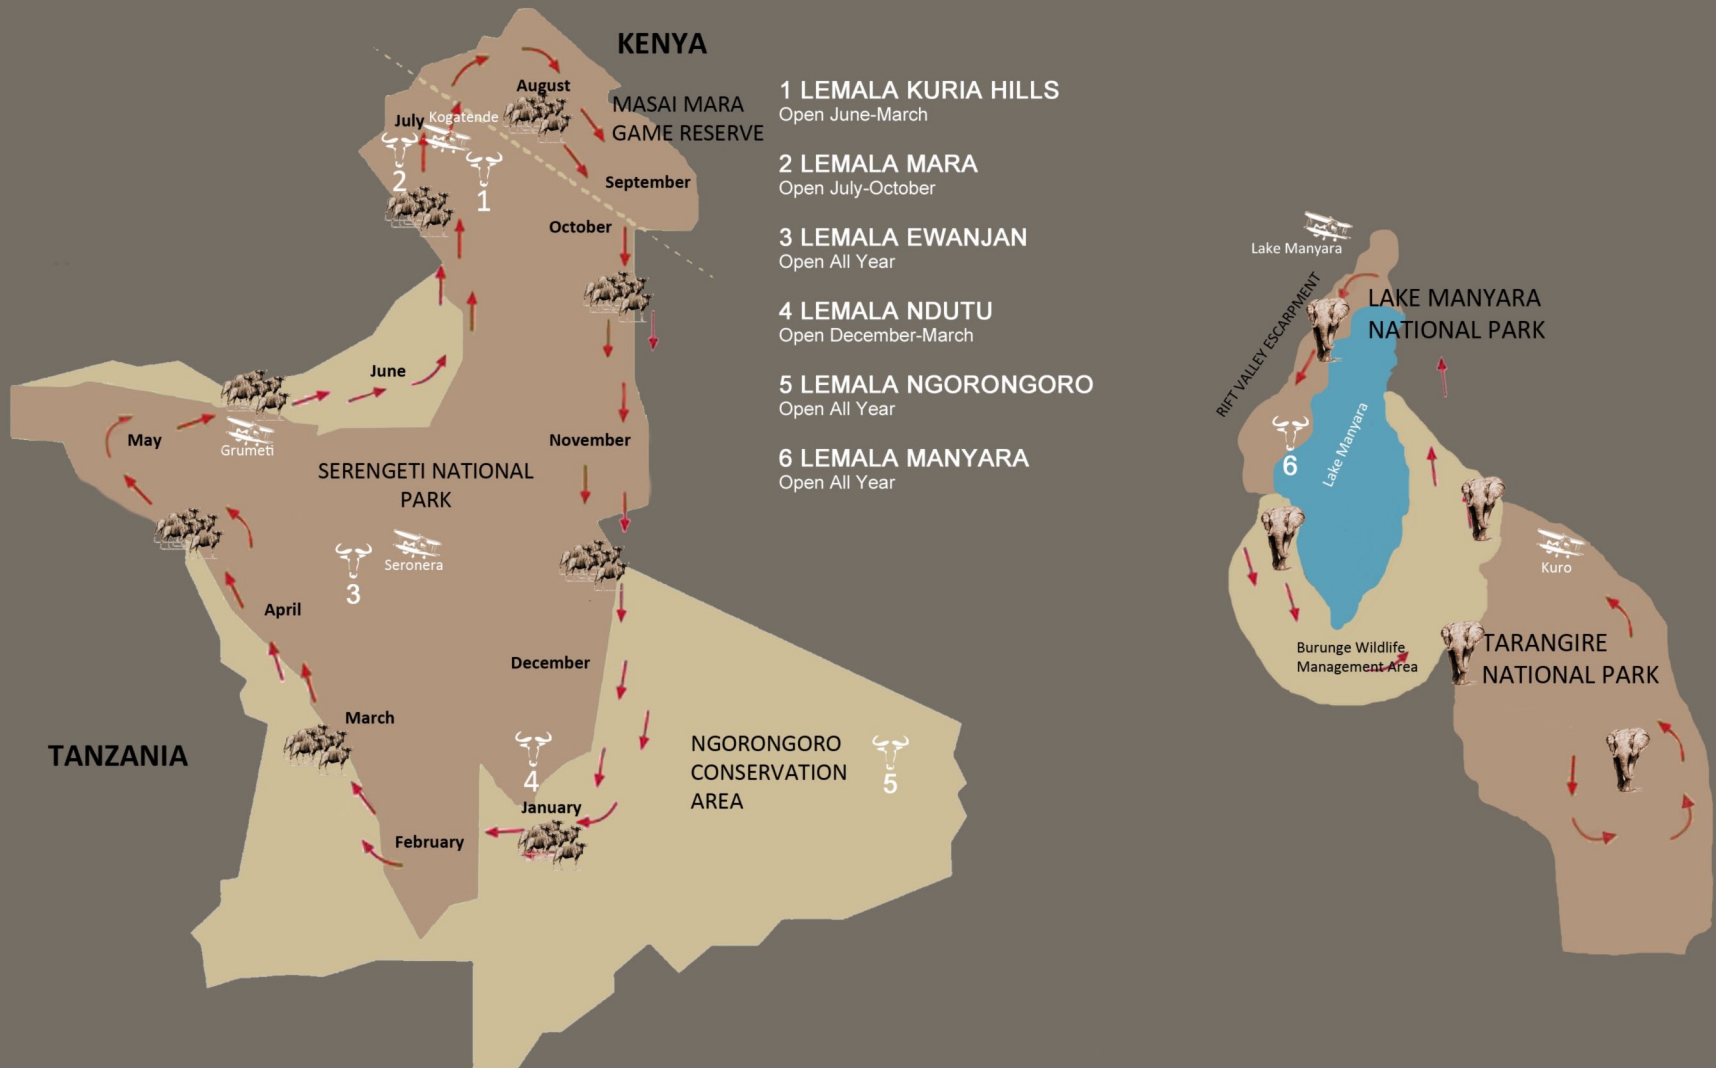 KENYA
August
MASAI MARA
GAME RESERVE
July
Kogatende
2
1
September
October
1 LEMALA KURIA HILLS
Open June-March
2 LEMALA MARA
Open July-October
3 LEMALA EWANJAN
Open All Year
4 LEMALA NDUTU
Open December-March
5 LEMALA NGORONGORO
Open All Year
6 LEMALA MANYARA
Open All Year
June
May
Grumeti
November
SERENGETI NATIONAL
PARK
Seronera
3
April
December
March
TANZANIA
4
January
February
NGORONGORO
CONSERVATION
AREA
5
Lake Manyara
RIFT VALLEY ESCARPMENT
LAKE MANYARA
NATIONAL PARK
Lake Manyara
6
Kuro
Burunge Wildlife
Management Area
TARANGIRE
NATIONAL PARK